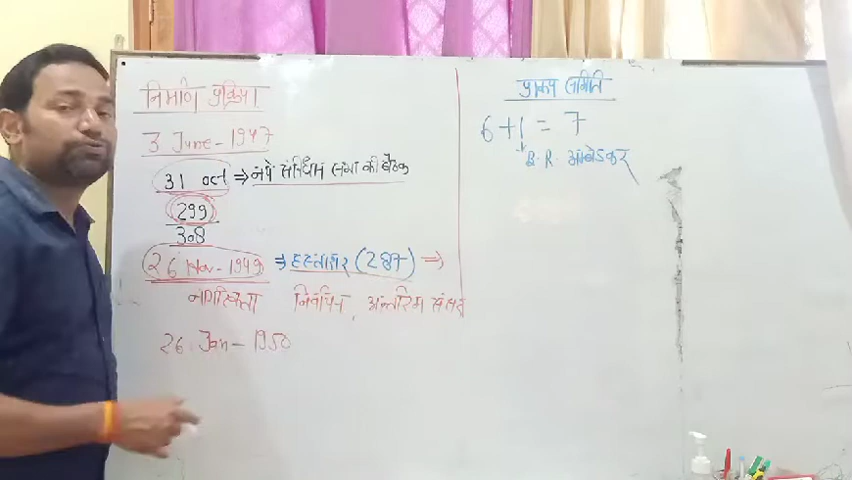 निर्माण प्रक्रिया
3 June - 1947
31 oct ⇒ नये संविधान सभा की बैठक
299
308
26 Nov - 1949 ⇒ हस्ताक्षर (284) ⇒
नागरिकता निर्वाचन, अन्तरिम संसद
26 Jan - 1950
प्रारूप समिति
6 + 1 = 7
B. R. अम्बेडकर